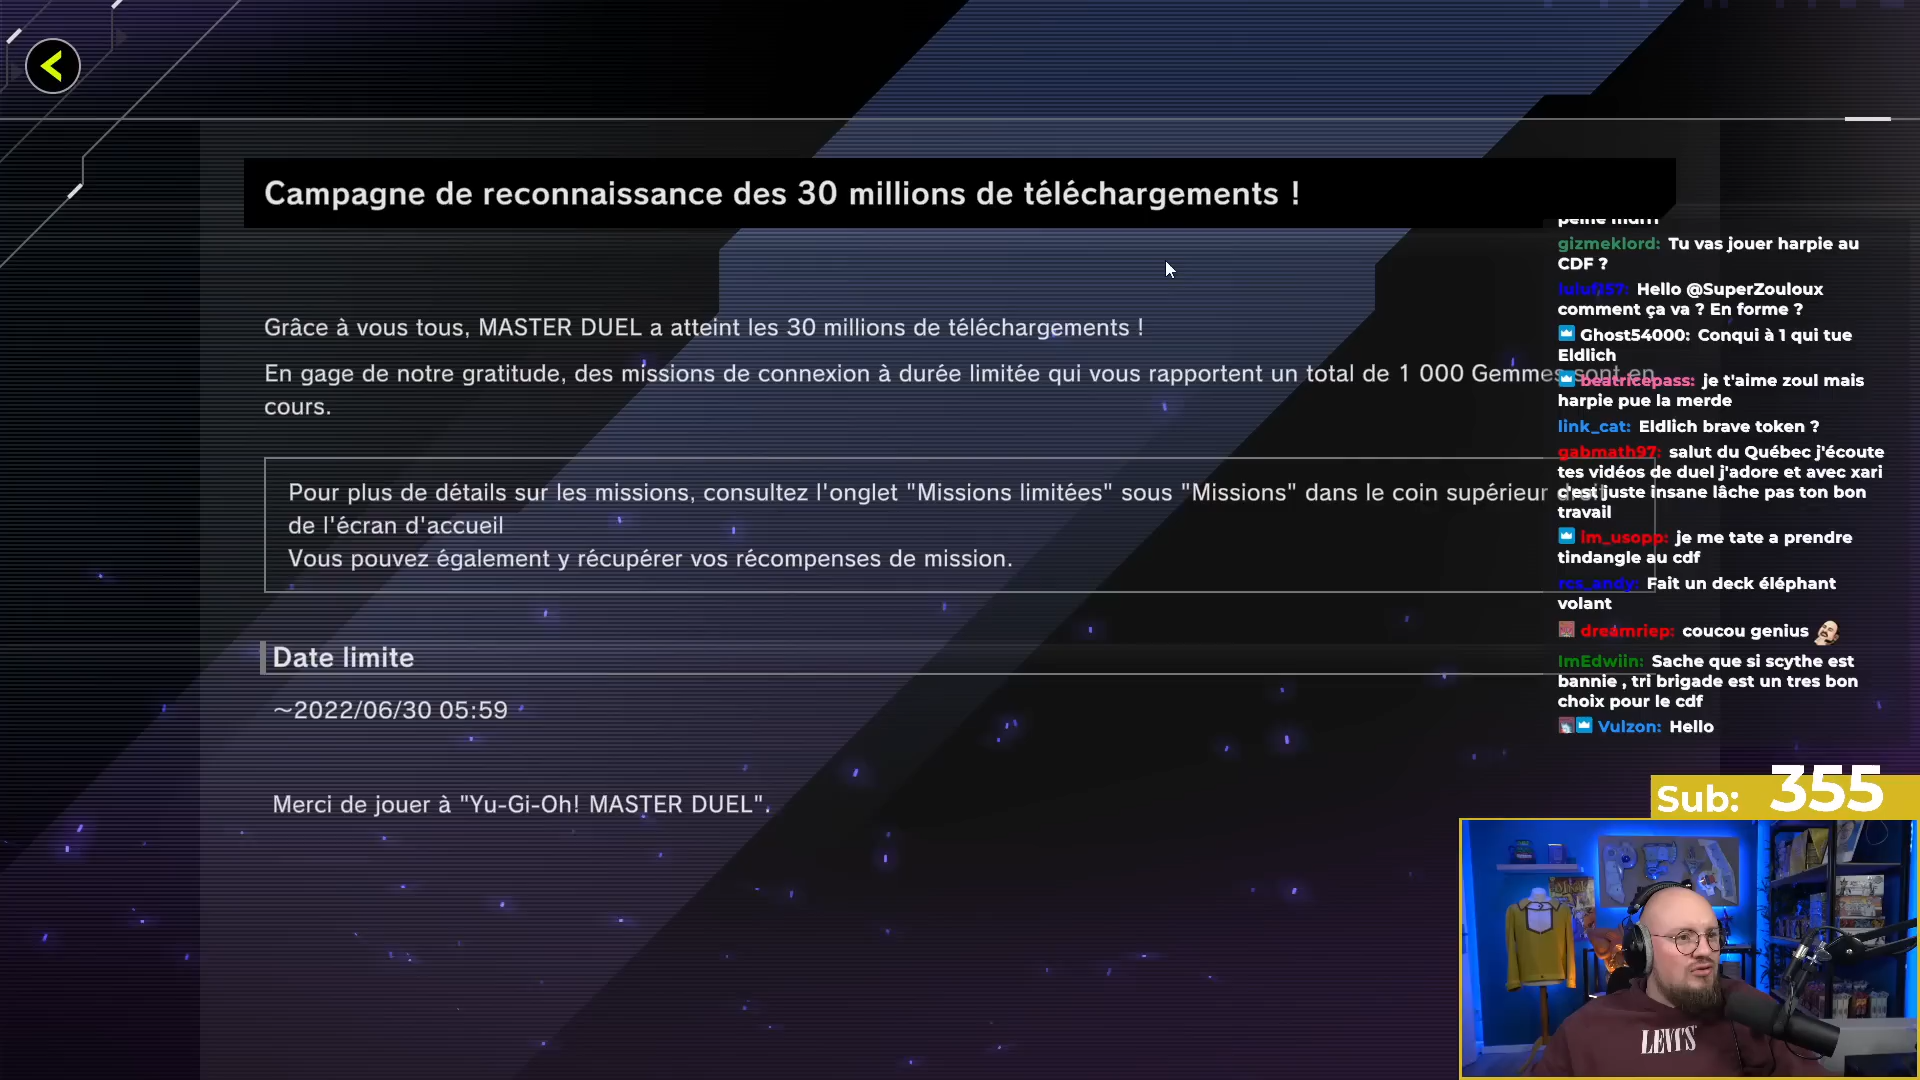 Campagne de reconnaissance des 30 millions de téléchargements !
Grâce à vous tous, MASTER DUEL a atteint les 30 millions de téléchargements !
En gage de notre gratitude, des missions de connexion à durée limitée qui vous rapportent un total de 1 000 Gemmes sont en
cours.
Pour plus de détails sur les missions, consultez l'onglet "Missions limitées" sous "Missions" dans le coin supérieur droit
de l'écran d'accueil
Vous pouvez également y récupérer vos récompenses de mission.
Date limite
~2022/06/30 05:59
Merci de jouer à "Yu-Gi-Oh! MASTER DUEL".
gizmeklord: Tu vas jouer harpie au
CDF ?
Hello @SuperZouloux
comment ça va ? En forme ?
Ghost54000: Conqui à 1 qui tue
Eldlich
beatricepass: je t'aime zoul mais
harpie pue la merde
link_cat: Eldlich brave token ?
gabmath97: salut du Québec j'écoute
tes vidéos de duel j'adore et avec xari
c'est juste insane lâche pas ton bon
travail
im_usopp: je me tate a prendre
tindangle au cdf
rcs_andy: Fait un deck éléphant
volant
dreamriep: coucou genius
ImEdwiin: Sache que si scythe est
bannie , tri brigade est un tres bon
choix pour le cdf
Vulzon: Hello
Sub: 355
LEVI'S